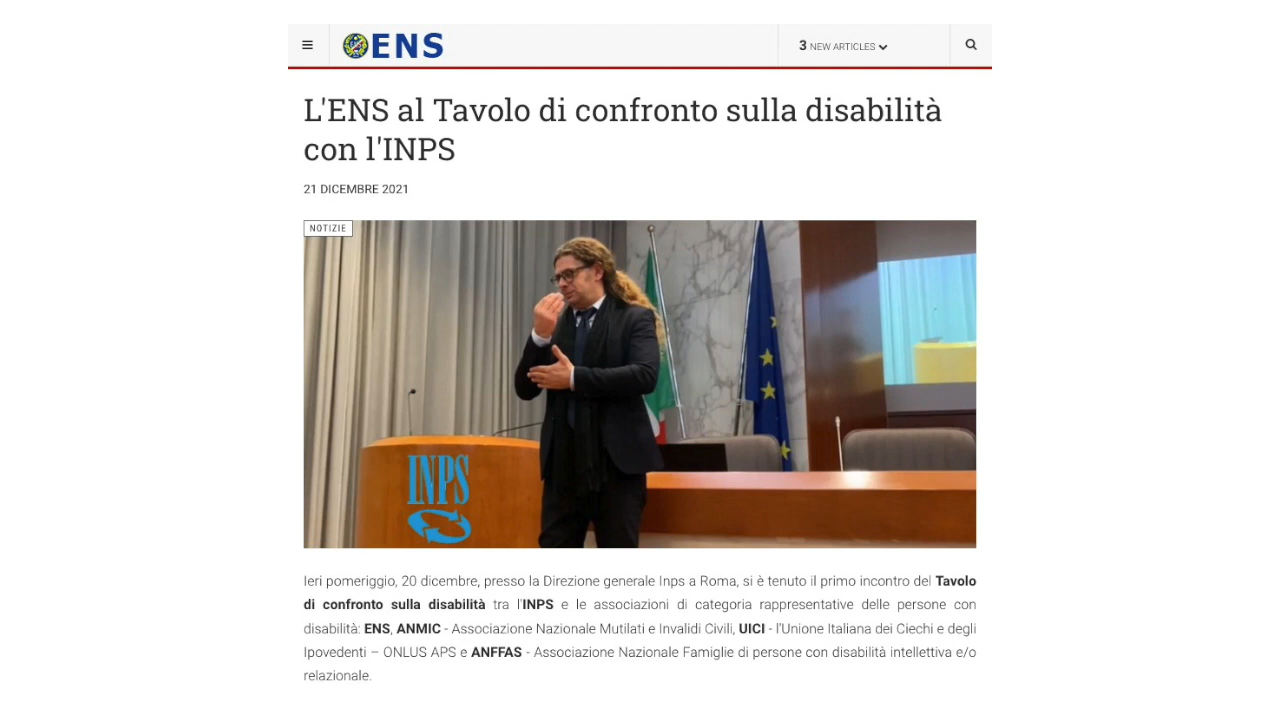 ENS
3 NEW ARTICLES
L'ENS al Tavolo di confronto sulla disabilità
con l'INPS
21 DICEMBRE 2021
NOTIZIE
INPS
Ieri pomeriggio, 20 dicembre, presso la Direzione generale Inps a Roma, si è tenuto il primo incontro del Tavolo
di confronto sulla disabilità tra l'INPS e le associazioni di categoria rappresentative delle persone con
disabilità: ENS, ANMIC - Associazione Nazionale Mutilati e Invalidi Civili, UICI - l'Unione Italiana dei Ciechi e degli
Ipovedenti – ONLUS APS e ANFFAS - Associazione Nazionale Famiglie di persone con disabilità intellettiva e/o
relazionale.